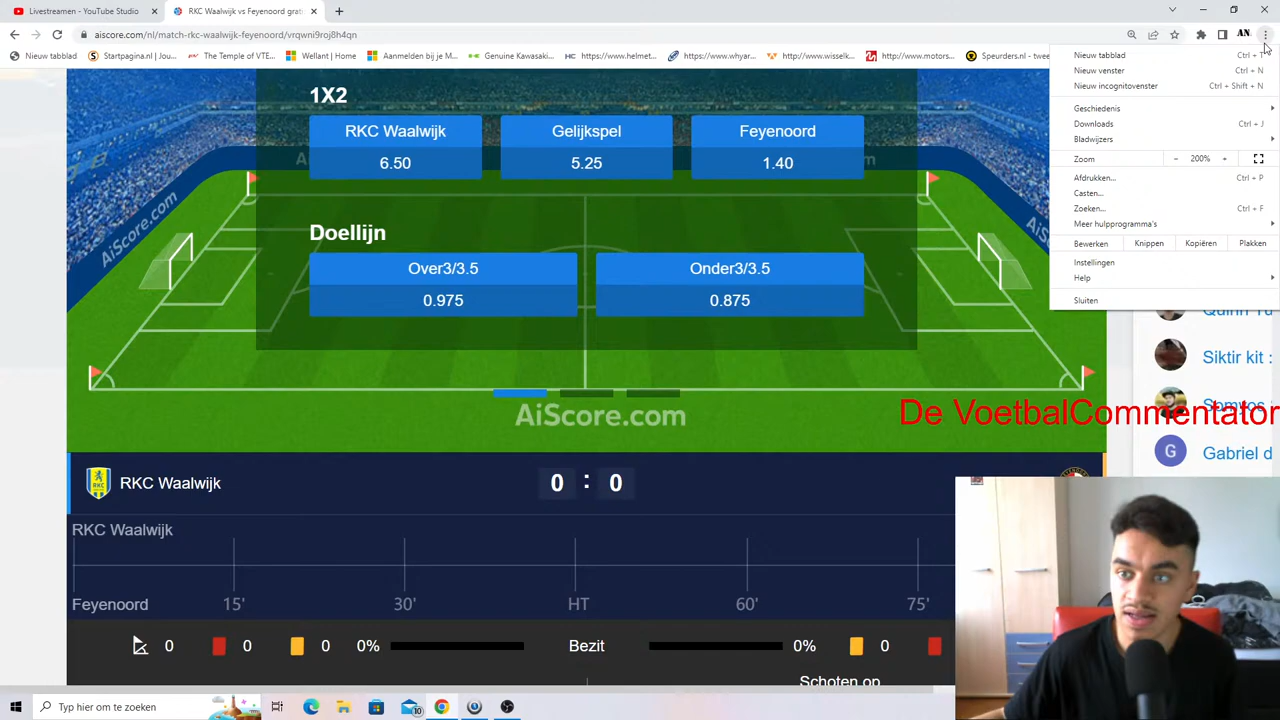 Livestreamen - YouTube Studio
RKC Waalwijk vs Feyenoord grati
aiscore.com/nl/match-rkc-waalwijk-feyenoord/vrqwni9roj8h4qn
AN.
Nieuw tabblad
Startpagina.nl | Jou...
The Temple of VTE...
Wellant | Home
Aanmelden bij je M...
Genuine Kawasaki...
https://www.helmet...
https://www.whyar...
http://www.wisselk...
http://www.motors...
Speurders.nl - twee
Nieuw tabblad Ctrl + T
Nieuw venster Ctrl + N
Nieuw incognitovenster Ctrl + Shift + N
Geschiedenis
Downloads Ctrl + J
Bladwijzers
Zoom - 200% +
Afdrukken... Ctrl + P
Casten...
Zoeken... Ctrl + F
Meer hulpprogramma's
Bewerken Knippen Kopiëren Plakken
Instellingen
Help
Sluiten
1X2
RKC Waalwijk Gelijkspel Feyenoord
6.50 5.25 1.40
AiScore.com
Doellijn
Over3/3.5 Onder3/3.5
0.975 0.875
AiScore.com
Siktir kit :
De VoetbalCommentator
G Gabriel d
RKC Waalwijk 0 : 0
RKC Waalwijk
Feyenoord 15' 30' HT 60' 75'
0 0 0 0% Bezit 0% 0
Schoten op
Typ hier om te zoeken
10